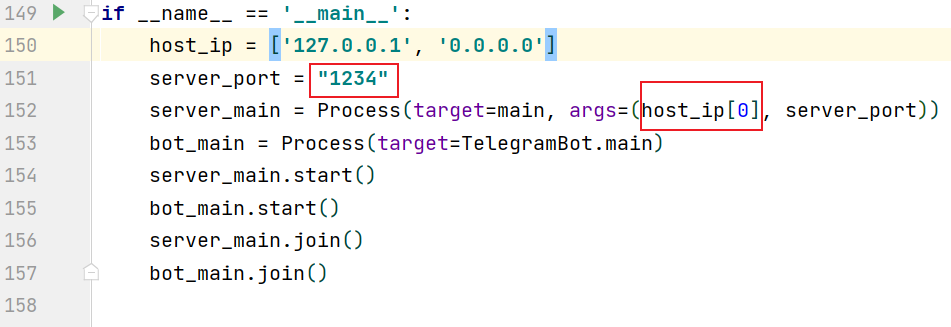 149 if __name__ == '__main__':
150 host_ip = ['127.0.0.1', '0.0.0.0']
151 server_port = "1234"
152 server_main = Process(target=main, args=(host_ip[0], server_port))
153 bot_main = Process(target=TelegramBot.main)
154 server_main.start()
155 bot_main.start()
156 server_main.join()
157 bot_main.join()
158